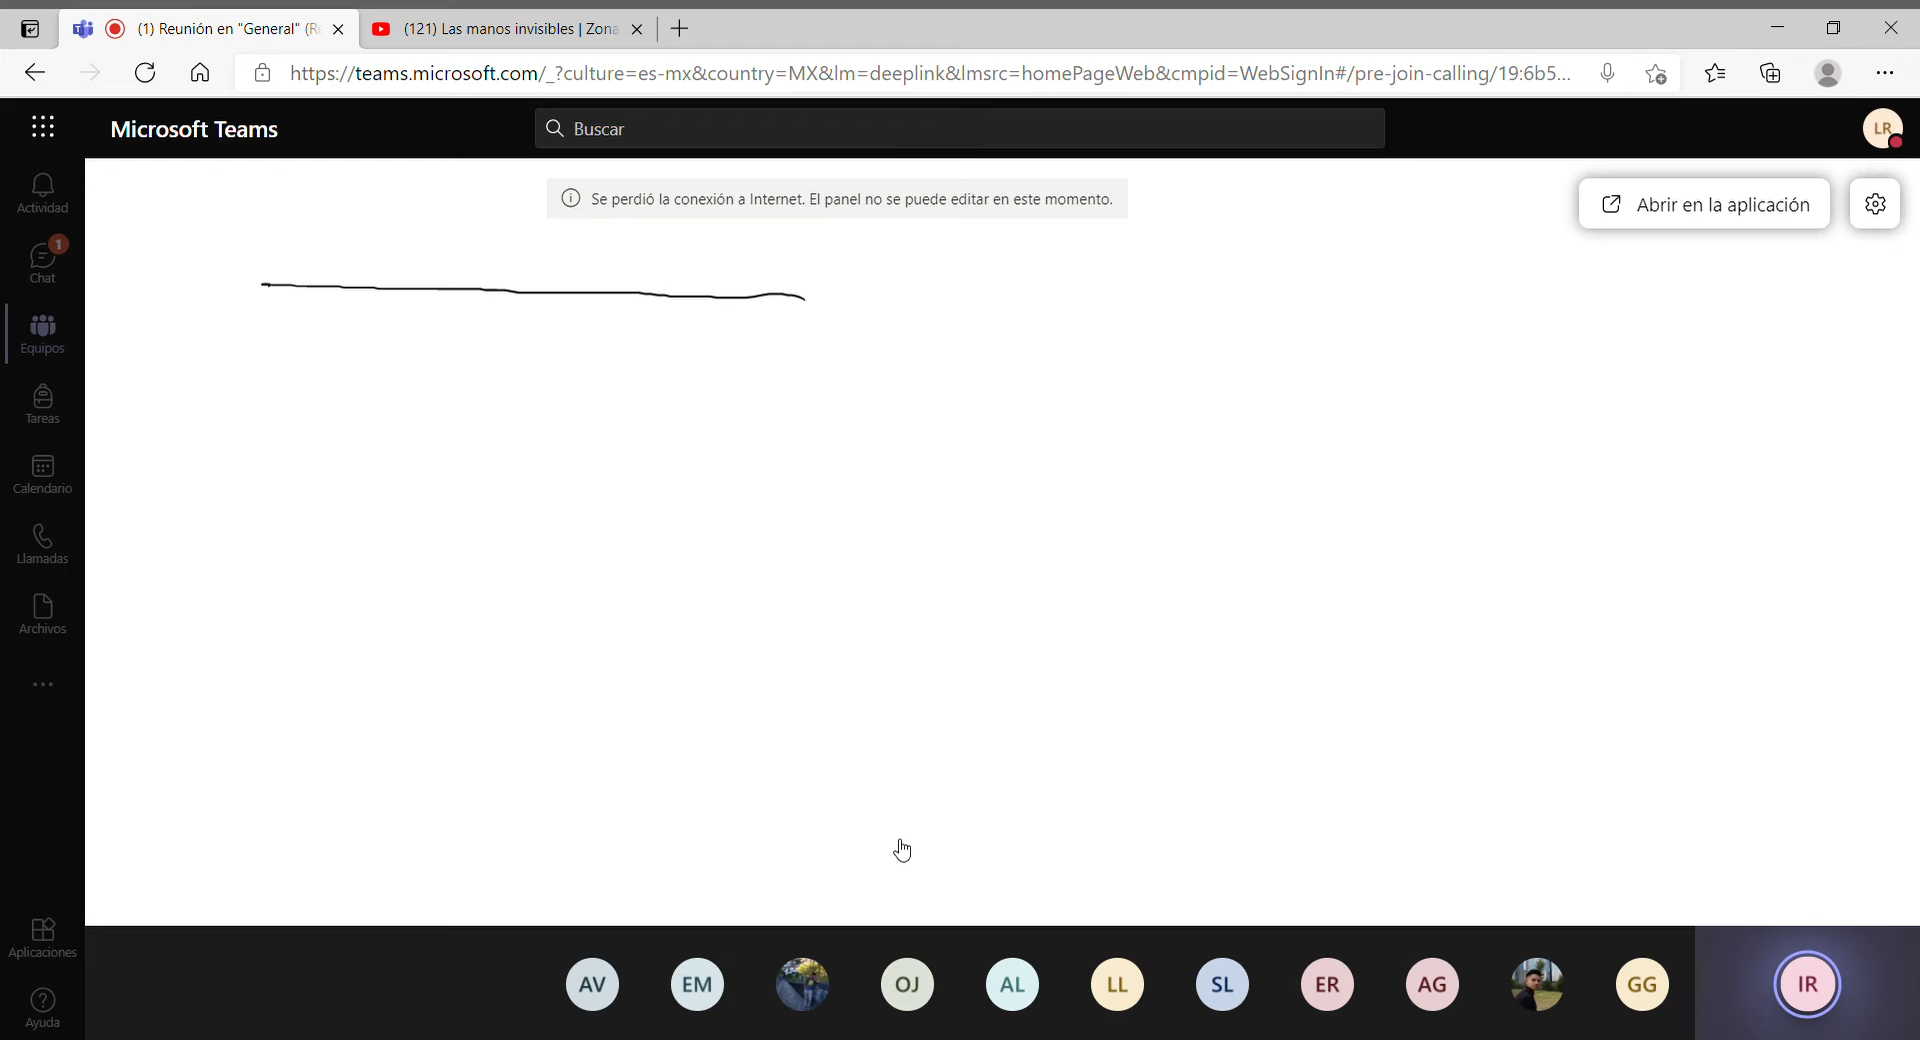 (1) Reunión en "General" (R
(121) Las manos invisibles | Zona
https://teams.microsoft.com/_?culture=es-mx&country=MX&lm=deeplink&lmsrc=homePageWeb&cmpid=WebSignIn#/pre-join-calling/19:6b5...
Microsoft Teams
Buscar
LR
Actividad
1
Chat
Equipos
Tareas
Calendario
Llamadas
Archivos
Aplicaciones
Ayuda
Se perdió la conexión a Internet. El panel no se puede editar en este momento.
Abrir en la aplicación
AV EM OJ AL LL SL ER AG GG IR